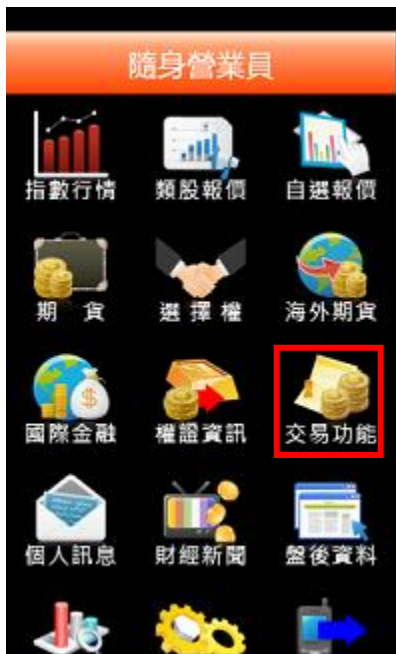 隨身營業員
指數行情 類股報價 自選報價
期 貨 選擇權 海外期貨
國際金融 權證資訊 交易功能
個人訊息 財經新聞 盤後資料